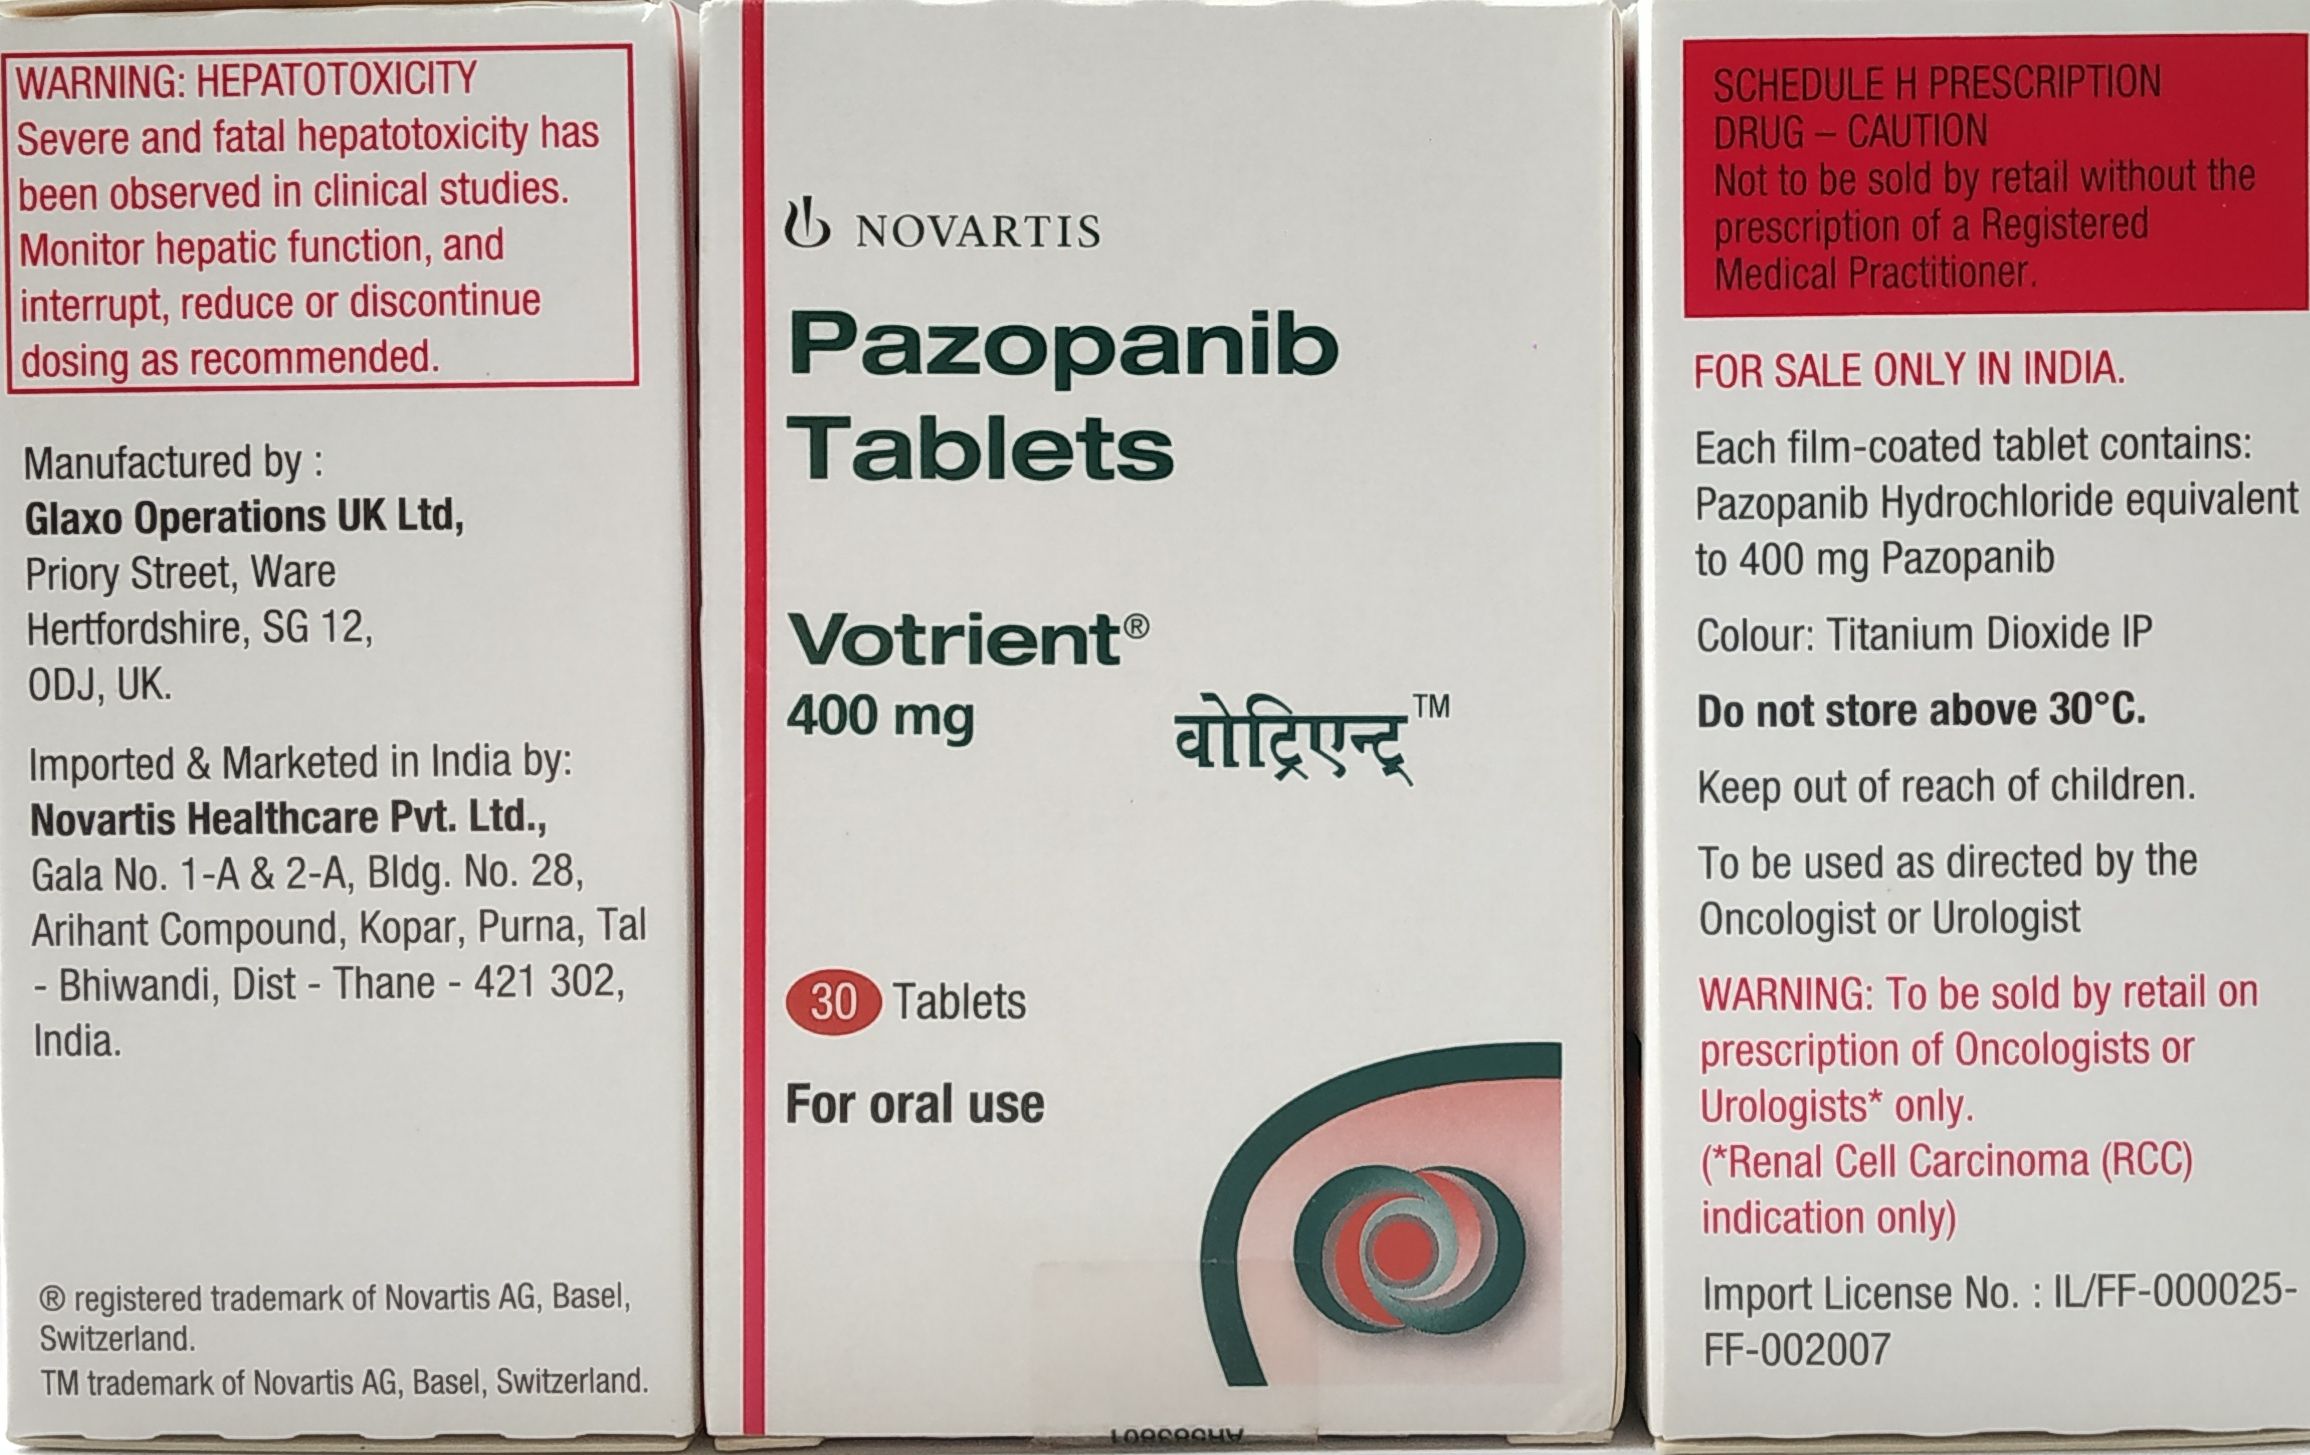 WARNING: HEPATOTOXICITY
Severe and fatal hepatotoxicity has
been observed in clinical studies.
Monitor hepatic function, and
interrupt, reduce or discontinue
dosing as recommended.
Manufactured by :
Glaxo Operations UK Ltd,
Priory Street, Ware
Hertfordshire, SG 12,
ODJ, UK.
Imported & Marketed in India by:
Novartis Healthcare Pvt. Ltd.,
Gala No. 1-A & 2-A, Bldg. No. 28,
Arihant Compound, Kopar, Purna, Tal
- Bhiwandi, Dist - Thane - 421 302,
India.
® registered trademark of Novartis AG, Basel,
Switzerland.
TM trademark of Novartis AG, Basel, Switzerland.
NOVARTIS
Pazopanib
Tablets
Votrient®
400 mg
वोट्रिएन्ट्र™
30 Tablets
For oral use
SCHEDULE H PRESCRIPTION
DRUG – CAUTION
Not to be sold by retail without the
prescription of a Registered
Medical Practitioner.
FOR SALE ONLY IN INDIA.
Each film-coated tablet contains:
Pazopanib Hydrochloride equivalent
to 400 mg Pazopanib
Colour: Titanium Dioxide IP
Do not store above 30°C.
Keep out of reach of children.
To be used as directed by the
Oncologist or Urologist
WARNING: To be sold by retail on
prescription of Oncologists or
Urologists* only.
(*Renal Cell Carcinoma (RCC)
indication only)
Import License No. : IL/FF-000025-
FF-002007